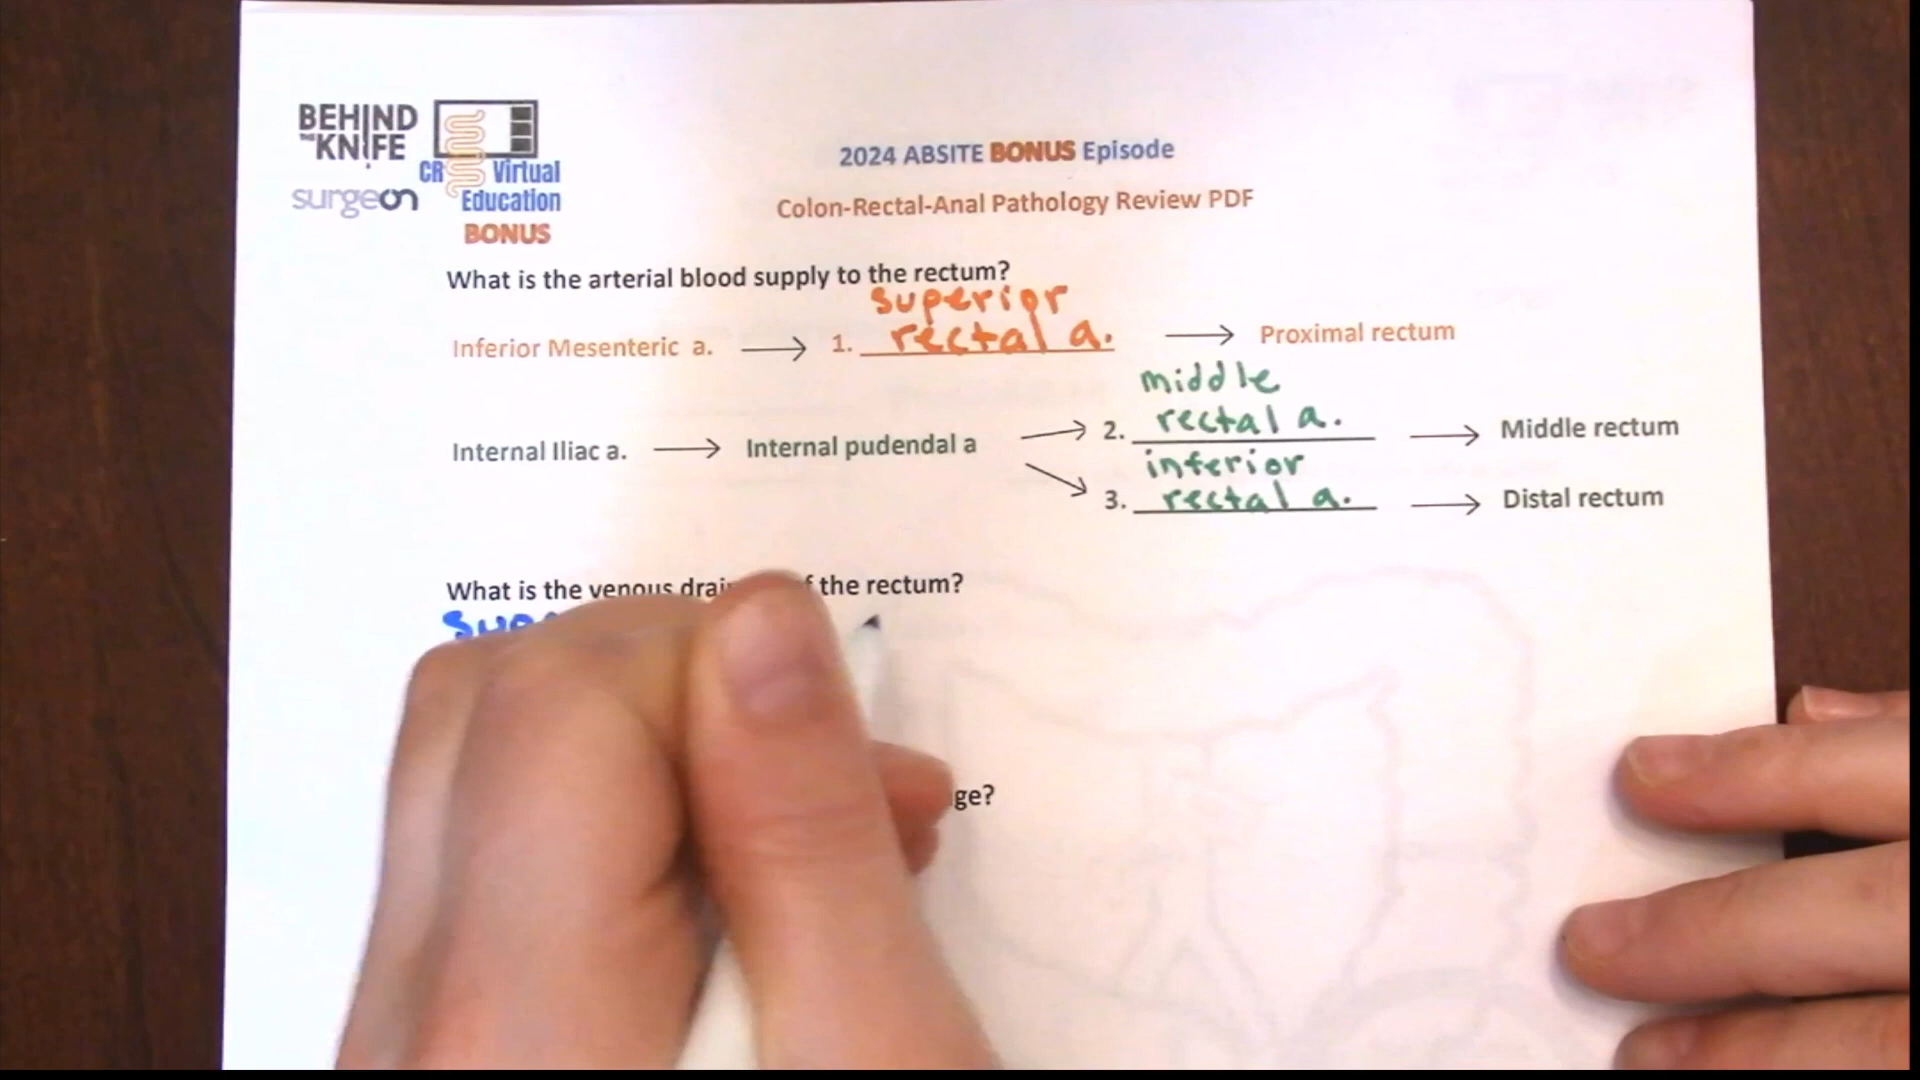 BEHIND
THE KNIFE
surgeon
CR Virtual
Education
BONUS
2024 ABSITE BONUS Episode
Colon-Rectal-Anal Pathology Review PDF
What is the arterial blood supply to the rectum?
Inferior Mesenteric a. → 1. superior
rectal a. → Proximal rectum
Internal Iliac a. → Internal pudendal a → 2. middle
rectal a. → Middle rectum
→ 3. inferior
rectal a. → Distal rectum
What is the venous the rectum?